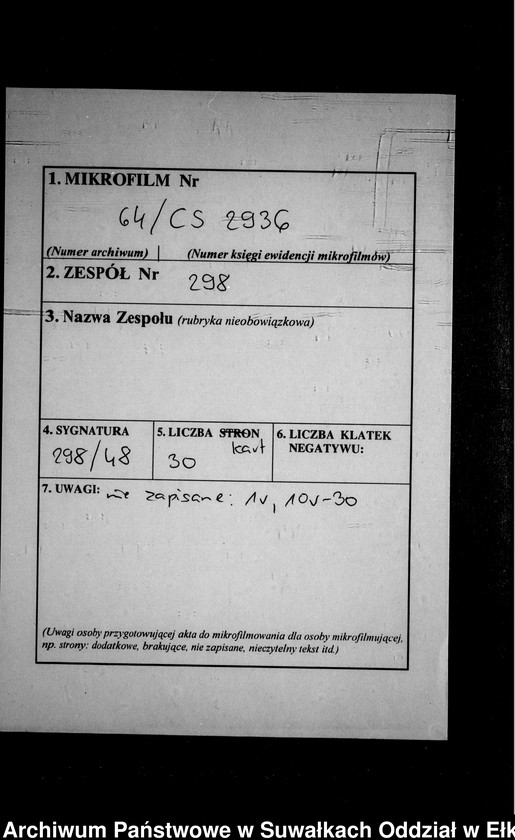 1. MIKROFILM Nr
64/CS 2936
(Numer archiwum) | (Numer księgi ewidencji mikrofilmów)
2. ZESPÓŁ Nr 298
3. Nazwa Zespołu (rubryka nieobowiązkowa)
4. SYGNATURA
298/48
5. LICZBA STRON
kart
30
6. LICZBA KLATEK
NEGATYWU:
7. UWAGI: nie zapisane: 1v, 10v-30
(Uwagi osoby przygotowującej akta do mikrofilmowania dla osoby mikrofilmującej,
np. strony: dodatkowe, brakujące, nie zapisane, nieczytelny tekst itd.)
Archiwum Państwowe w Suwałkach Oddział w Ełk